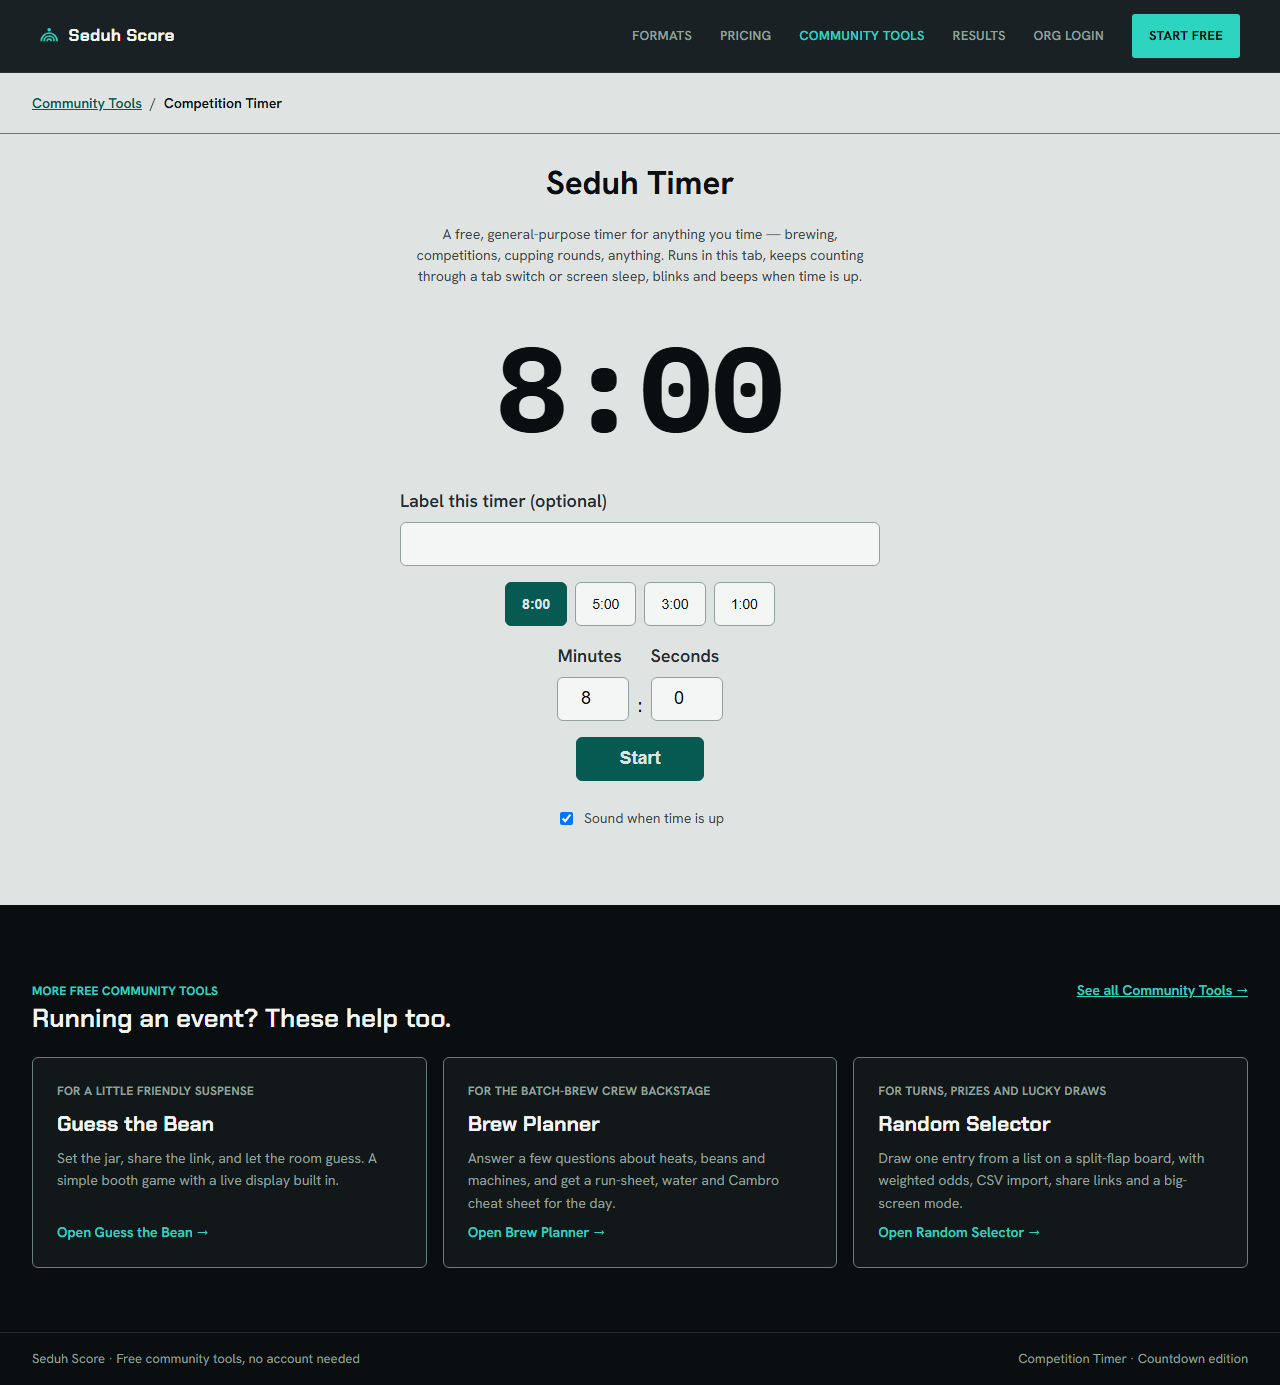 Seduh Score
FORMATS
PRICING
COMMUNITY TOOLS
RESULTS
ORG LOGIN
START FREE
Community Tools / Competition Timer
Seduh Timer
A free, general-purpose timer for anything you time — brewing,
competitions, cupping rounds, anything. Runs in this tab, keeps counting
through a tab switch or screen sleep, blinks and beeps when time is up.
8:00
Label this timer (optional)
8:00
5:00
3:00
1:00
Minutes
Seconds
8 : 0
Start
Sound when time is up
MORE FREE COMMUNITY TOOLS
See all Community Tools →
Running an event? These help too.
FOR A LITTLE FRIENDLY SUSPENSE
Guess the Bean
Set the jar, share the link, and let the room guess. A
simple booth game with a live display built in.
Open Guess the Bean →
FOR THE BATCH-BREW CREW BACKSTAGE
Brew Planner
Answer a few questions about heats, beans and
machines, and get a run-sheet, water and Cambro
cheat sheet for the day.
Open Brew Planner →
FOR TURNS, PRIZES AND LUCKY DRAWS
Random Selector
Draw one entry from a list on a split-flap board, with
weighted odds, CSV import, share links and a big-
screen mode.
Open Random Selector →
Seduh Score · Free community tools, no account needed
Competition Timer · Countdown edition